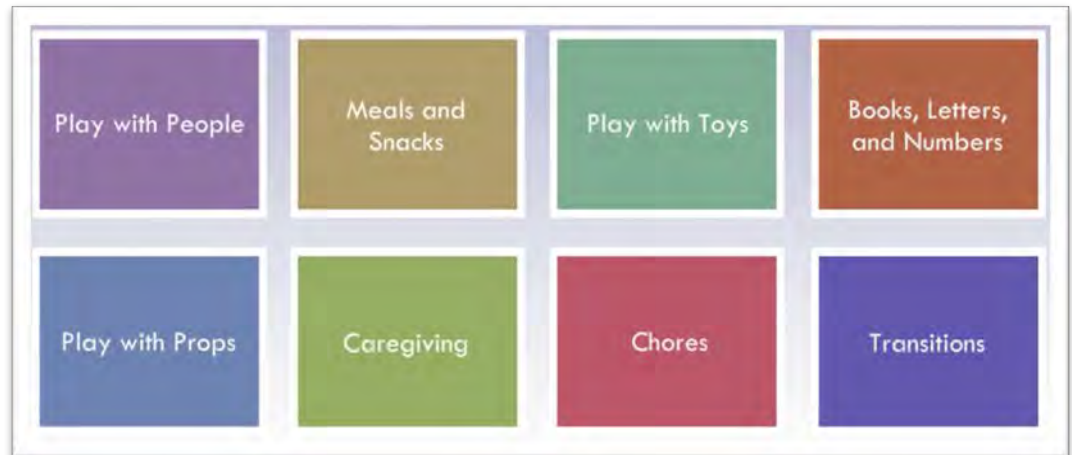 Play with People
Meals and
Snacks
Play with Toys
Books, Letters,
and Numbers
Play with Props
Caregiving
Chores
Transitions